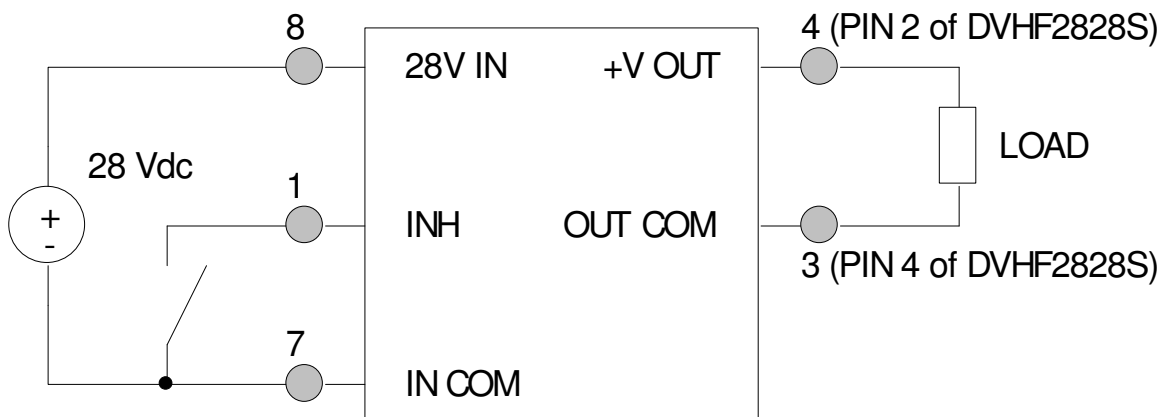 8
4 (PIN 2 of DVHF2828S)
28V IN
+V OUT
28 Vdc
LOAD
1
+
-
INH
OUT COM
3 (PIN 4 of DVHF2828S)
7
IN COM